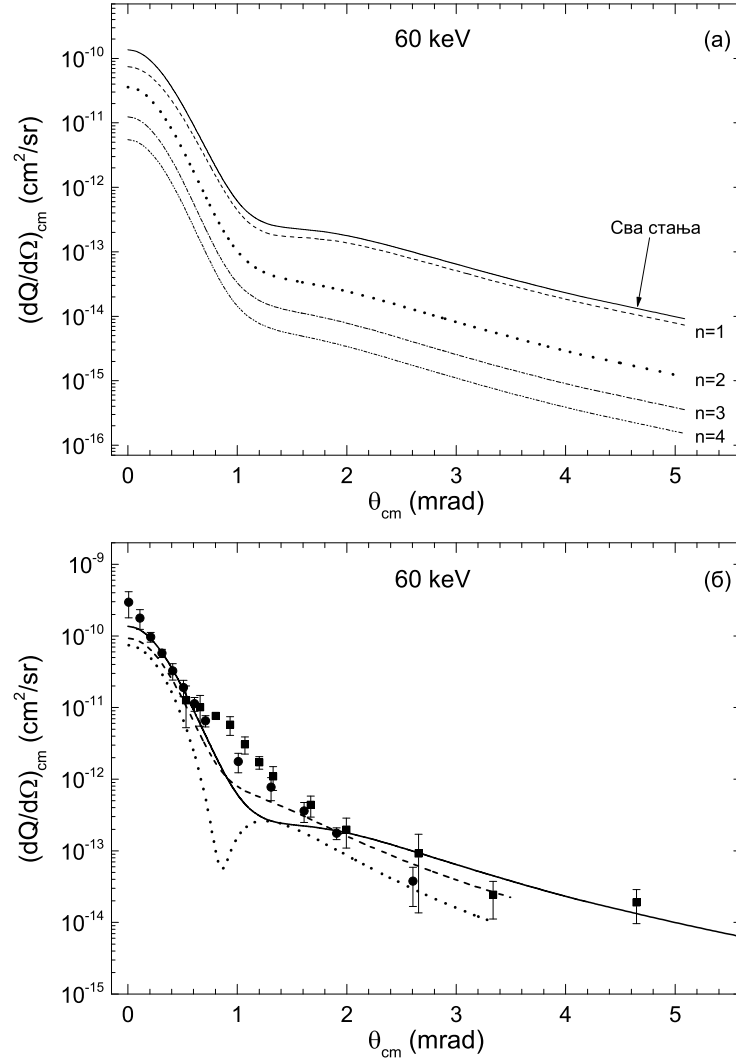 60 keV
(а)
10⁻¹⁰
10⁻¹¹
10⁻¹²
10⁻¹³
10⁻¹⁴
10⁻¹⁵
10⁻¹⁶
(dQ/dΩ)cm (cm²/sr)
Сва стања
n=1
n=2
n=3
n=4
0 1 2 3 4 5
θcm (mrad)
60 keV
(б)
10⁻⁹
10⁻¹⁰
10⁻¹¹
10⁻¹²
10⁻¹³
10⁻¹⁴
10⁻¹⁵
(dQ/dΩ)cm (cm²/sr)
0 1 2 3 4 5
θcm (mrad)